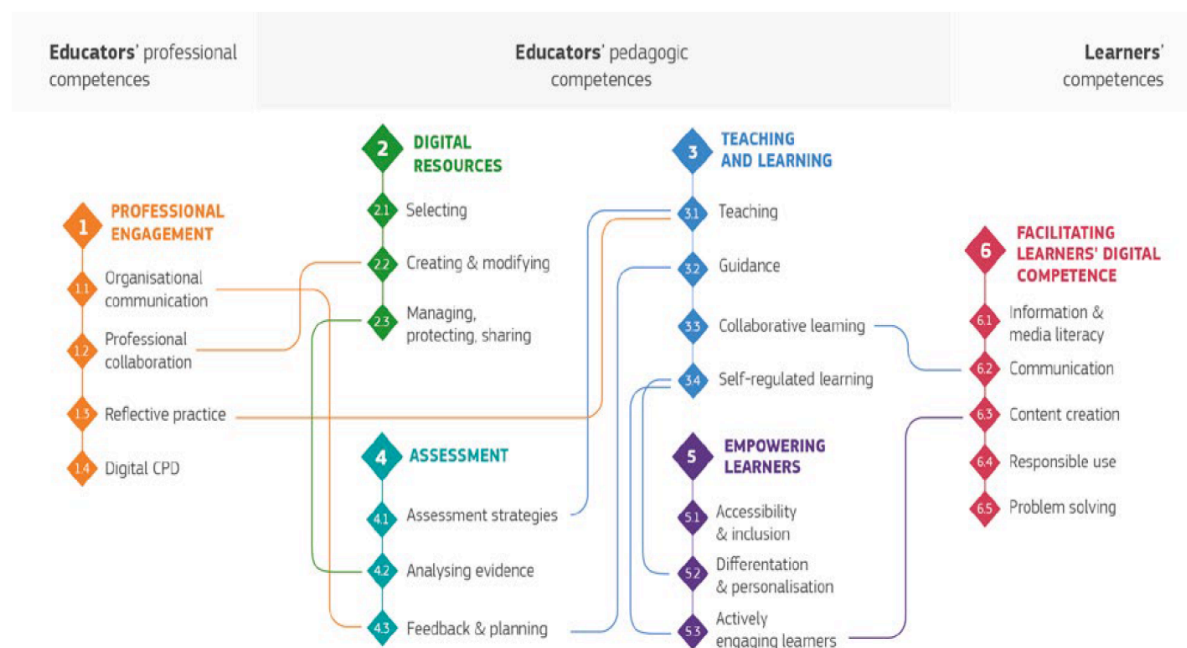 Educators' professional
competences
Educators' pedagogic
competences
Learners'
competences
1
PROFESSIONAL
ENGAGEMENT
1.1
Organisational
communication
1.2
Professional
collaboration
1.3
Reflective practice
1.4
Digital CPD
2
DIGITAL
RESOURCES
2.1
Selecting
2.2
Creating & modifying
2.3
Managing,
protecting, sharing
3
TEACHING
AND LEARNING
3.1
Teaching
3.2
Guidance
3.3
Collaborative learning
3.4
Self-regulated learning
4
ASSESSMENT
4.1
Assessment strategies
4.2
Analysing evidence
4.3
Feedback & planning
5
EMPOWERING
LEARNERS
5.1
Accessibility
& inclusion
5.2
Differentation
& personalisation
5.3
Actively
engaging learners
6
FACILITATING
LEARNERS' DIGITAL
COMPETENCE
6.1
Information &
media literacy
6.2
Communication
6.3
Content creation
6.4
Responsible use
6.5
Problem solving